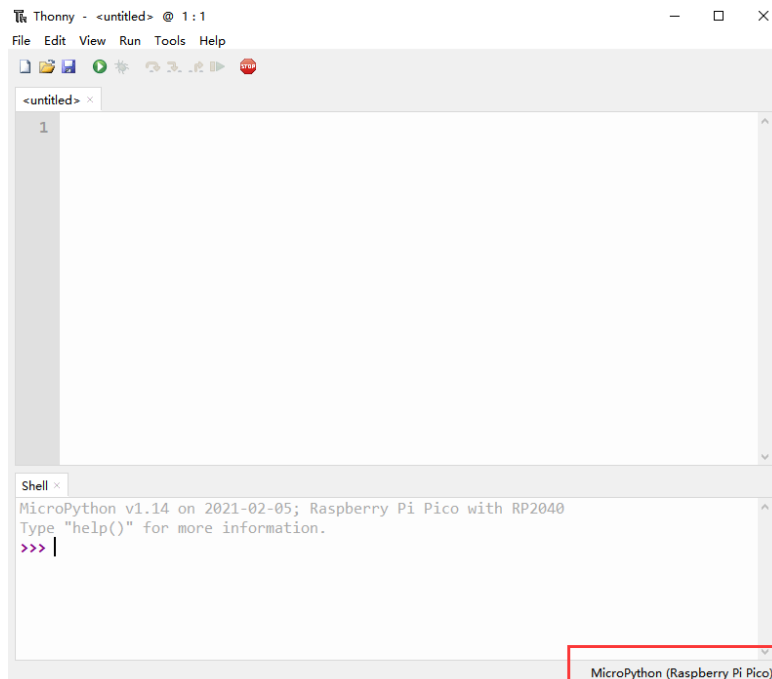 Thonny - <untitled> @ 1:1
File Edit View Run Tools Help
STOP
<untitled> ×
1
Shell ×
MicroPython v1.14 on 2021-02-05; Raspberry Pi Pico with RP2040
Type "help()" for more information.
>>>
MicroPython (Raspberry Pi Pico)